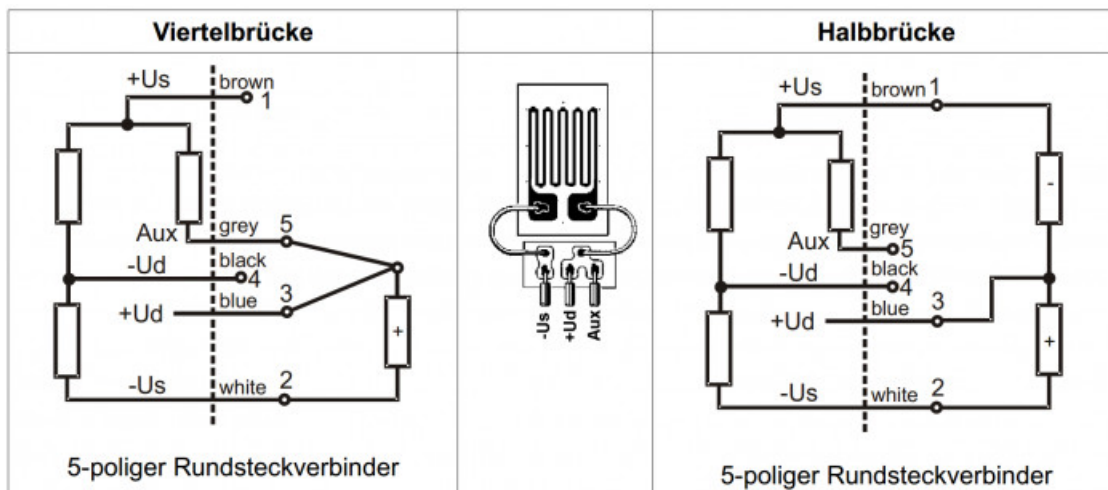 Viertelbrücke
+Us
brown
1
Aux
grey
5
-Ud
black
4
+Ud
blue
3
+
-Us
white
2
5-poliger Rundsteckverbinder
-Us
+Ud
Aux
Halbbrücke
+Us
brown
1
-
Aux
grey
5
-Ud
black
4
+Ud
blue
3
+
-Us
white
2
5-poliger Rundsteckverbinder